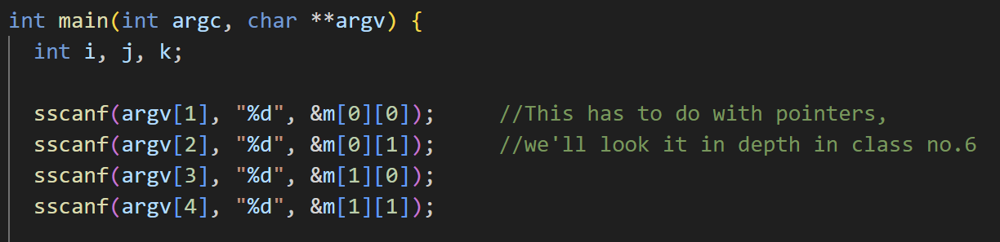 int main(int argc, char **argv) {
int i, j, k;
sscanf(argv[1], "%d", &m[0][0]); //This has to do with pointers,
sscanf(argv[2], "%d", &m[0][1]); //we'll look it in depth in class no.6
sscanf(argv[3], "%d", &m[1][0]);
sscanf(argv[4], "%d", &m[1][1]);